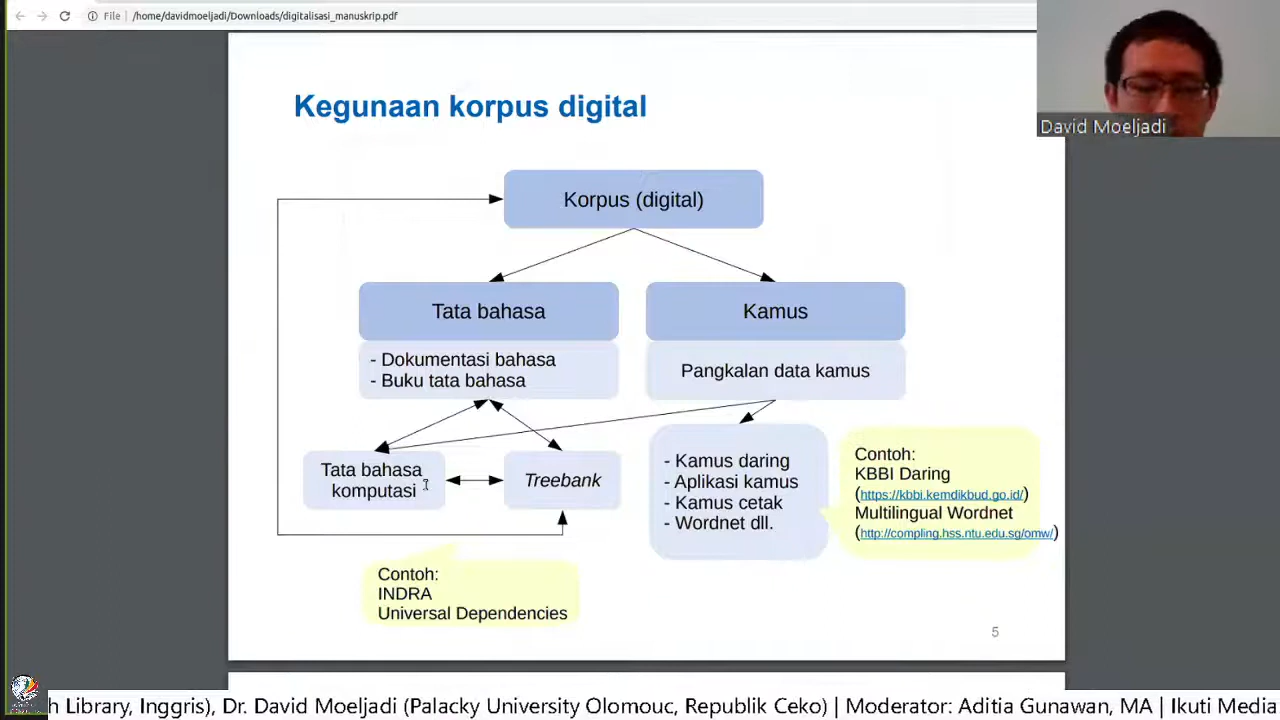 File | /home/davidmoeljadi/Downloads/digitalisasi_manuskrip.pdf
David Moeljadi
Kegunaan korpus digital
Korpus (digital)
Tata bahasa
- Dokumentasi bahasa
- Buku tata bahasa
Kamus
Pangkalan data kamus
Tata bahasa
komputasi
Treebank
- Kamus daring
- Aplikasi kamus
- Kamus cetak
- Wordnet dll.
Contoh:
KBBI Daring
(https://kbbi.kemdikbud.go.id/)
Multilingual Wordnet
(http://compling.hss.ntu.edu.sg/omw/)
Contoh:
INDRA
Universal Dependencies
5
h Library, Inggris), Dr. David Moeljadi (Palacky University Olomouc, Republik Ceko) | Moderator: Aditia Gunawan, MA | Ikuti Media